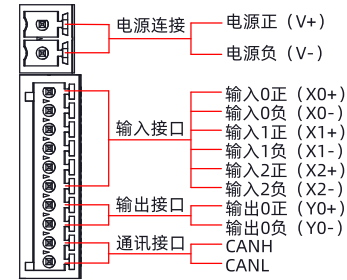 电源连接
电源正（V+）
电源负（V-）
输入接口
输入0正（X0+）
输入0负（X0-）
输入1正（X1+）
输入1负（X1-）
输入2正（X2+）
输入2负（X2-）
输出接口
输出0正（Y0+）
输出0负（Y0-）
通讯接口
CANH
CANL